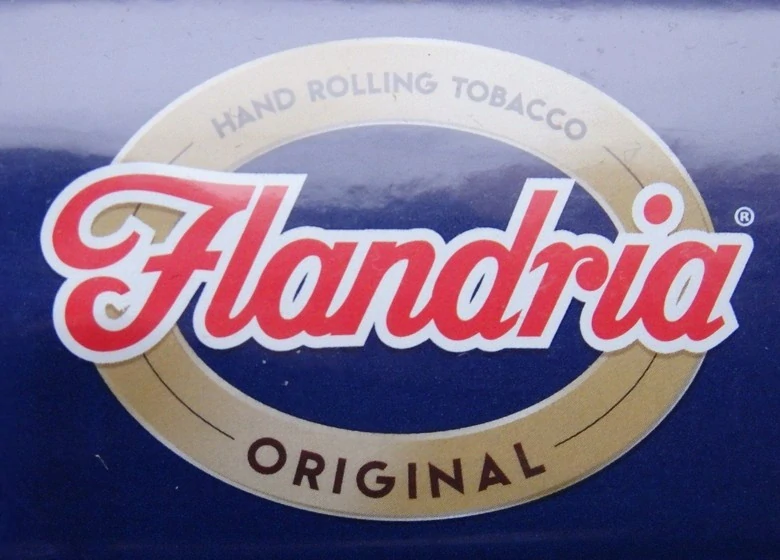 HAND ROLLING TOBACCO
Flandria®
ORIGINAL